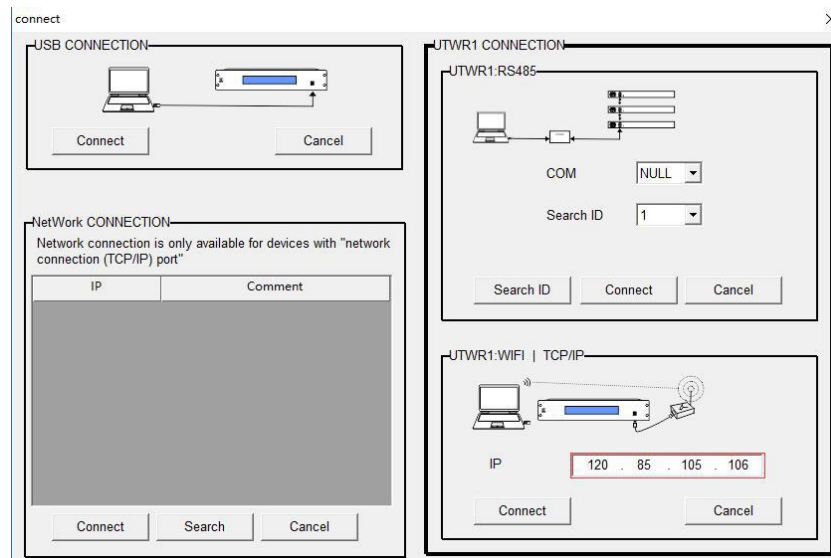 connect
USB CONNECTION
Connect Cancel
NetWork CONNECTION
Network connection is only available for devices with "network
connection (TCP/IP) port"
IP Comment
Connect Search Cancel
UTWR1 CONNECTION
UTWR1:RS485
COM NULL
Search ID 1
Search ID Connect Cancel
UTWR1:WIFI | TCP/IP
IP 120 . 85 . 105 . 106
Connect Cancel